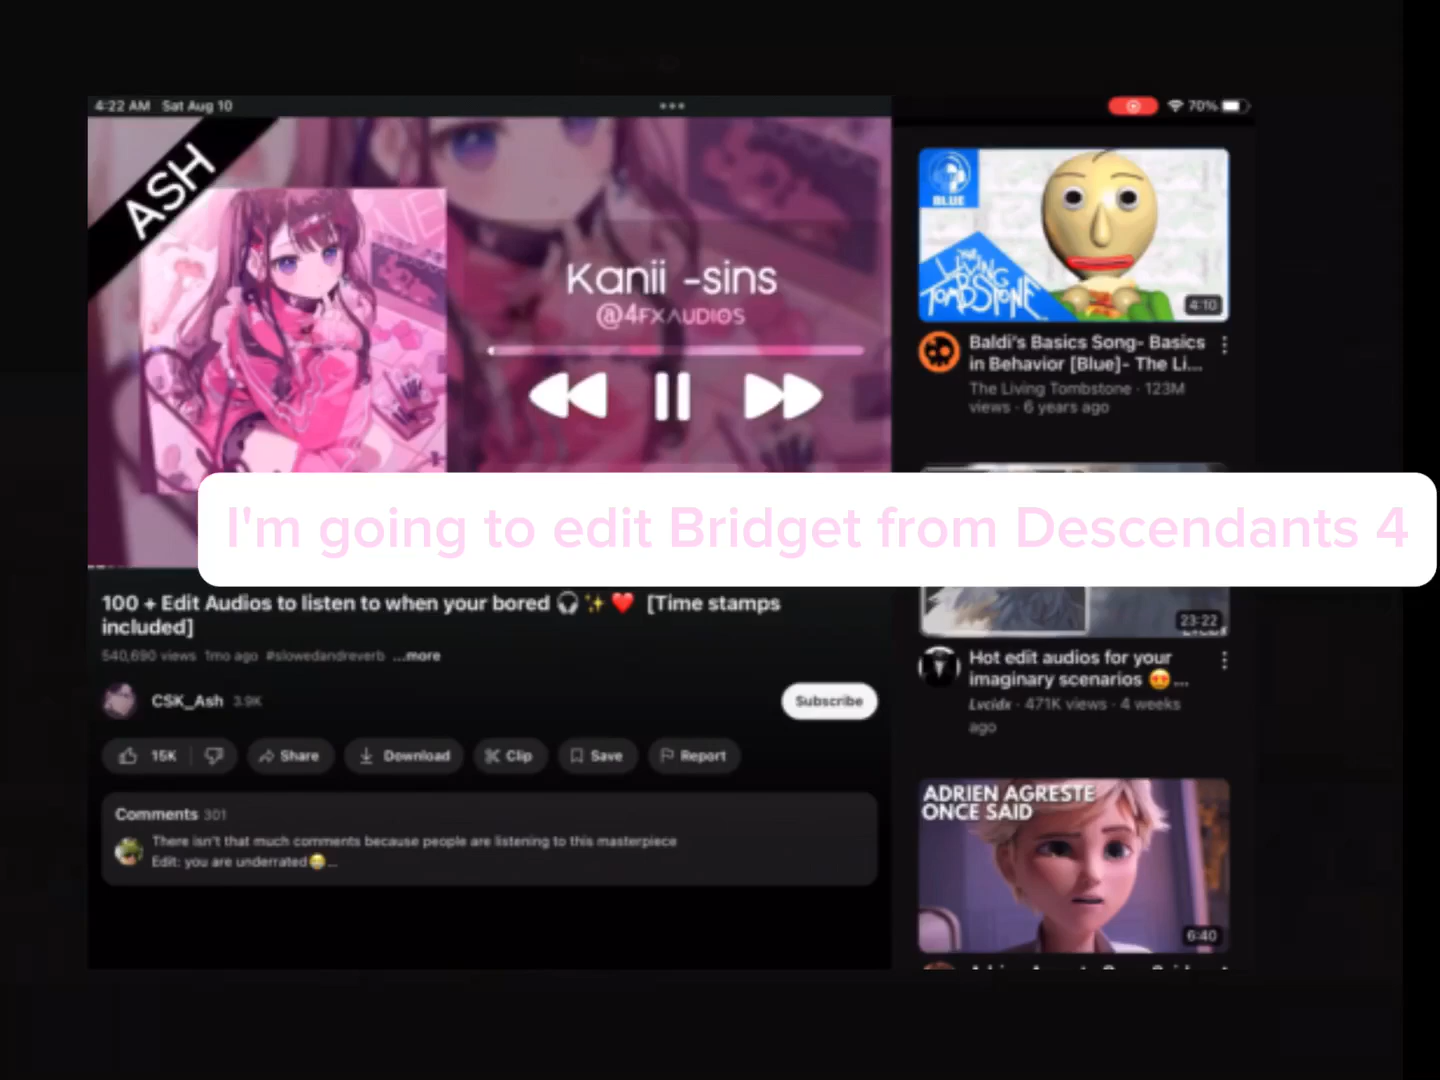 4:22 AM Sat Aug 10
70%
ASH
Kanii -sins
@4FXAUDIOS
BLUE
THE LIVING TOMBSTONE
4:10
Baldi's Basics Song- Basics
in Behavior [Blue]- The Li...
The Living Tombstone · 123M
views · 6 years ago
I'm going to edit Bridget from Descendants 4
100 + Edit Audios to listen to when your bored 🎧✨❤️ [Time stamps
included]
540,690 views 1mo ago #slowedandreverb ...more
CSK_Ash 3.9K
Subscribe
15K
Share
Download
Clip
Save
Report
Comments 301
There isn't that much comments because people are listening to this masterpiece
Edit: you are underrated😁...
23:22
Hot edit audios for your
imaginary scenarios 😍...
Lvcidx · 471K views · 4 weeks
ago
ADRIEN AGRESTE
ONCE SAID
6:40